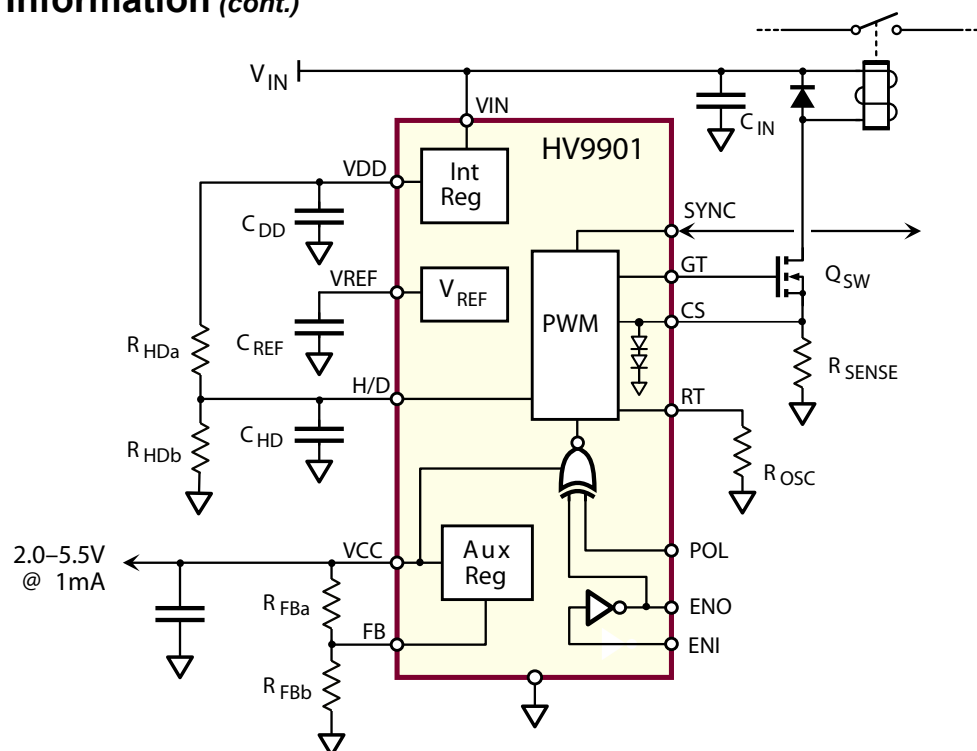 Information (cont.)
V IN
VIN
C IN
HV9901
VDD
Int
Reg
SYNC
C DD
GT
Q SW
VREF
V REF
CS
PWM
R HDa
C REF
R SENSE
H/D
RT
R HDb
C HD
R OSC
2.0–5.5V
@ 1mA
VCC
Aux
Reg
POL
R FBa
ENO
FB
ENI
R FBb